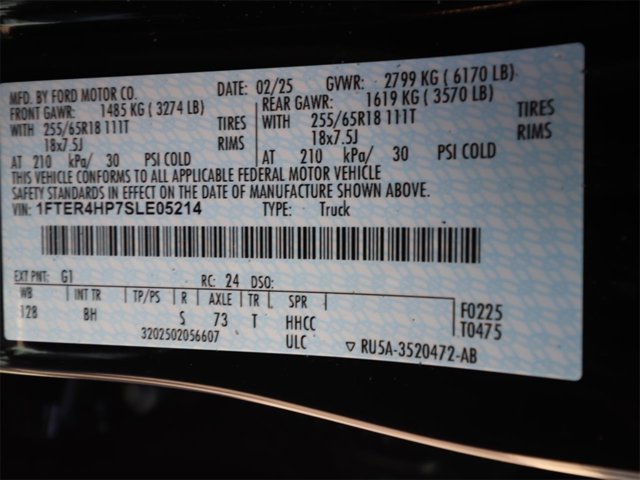 MFD. BY FORD MOTOR CO. DATE: 02/25 GVWR: 2799 KG ( 6170 LB)
FRONT GAWR: 1485 KG ( 3274 LB) REAR GAWR: 1619 KG ( 3570 LB)
WITH 255/65R18 111T TIRES WITH 255/65R18 111T TIRES
18x7.5J RIMS 18x7.5J RIMS
AT 210 kPa/ 30 PSI COLD AT 210 kPa/ 30 PSI COLD
THIS VEHICLE CONFORMS TO ALL APPLICABLE FEDERAL MOTOR VEHICLE
SAFETY STANDARDS IN EFFECT ON THE DATE OF MANUFACTURE SHOWN ABOVE.
VIN: 1FTER4HP7SLE05214 TYPE: Truck
EXT PNT: G1 RC: 24 DSO:
WB INT TR TP/PS R AXLE TR SPR F0225
128 BH S 73 T HHCC T0475
3202502056607 ULC ▽ RU5A-3520472-AB